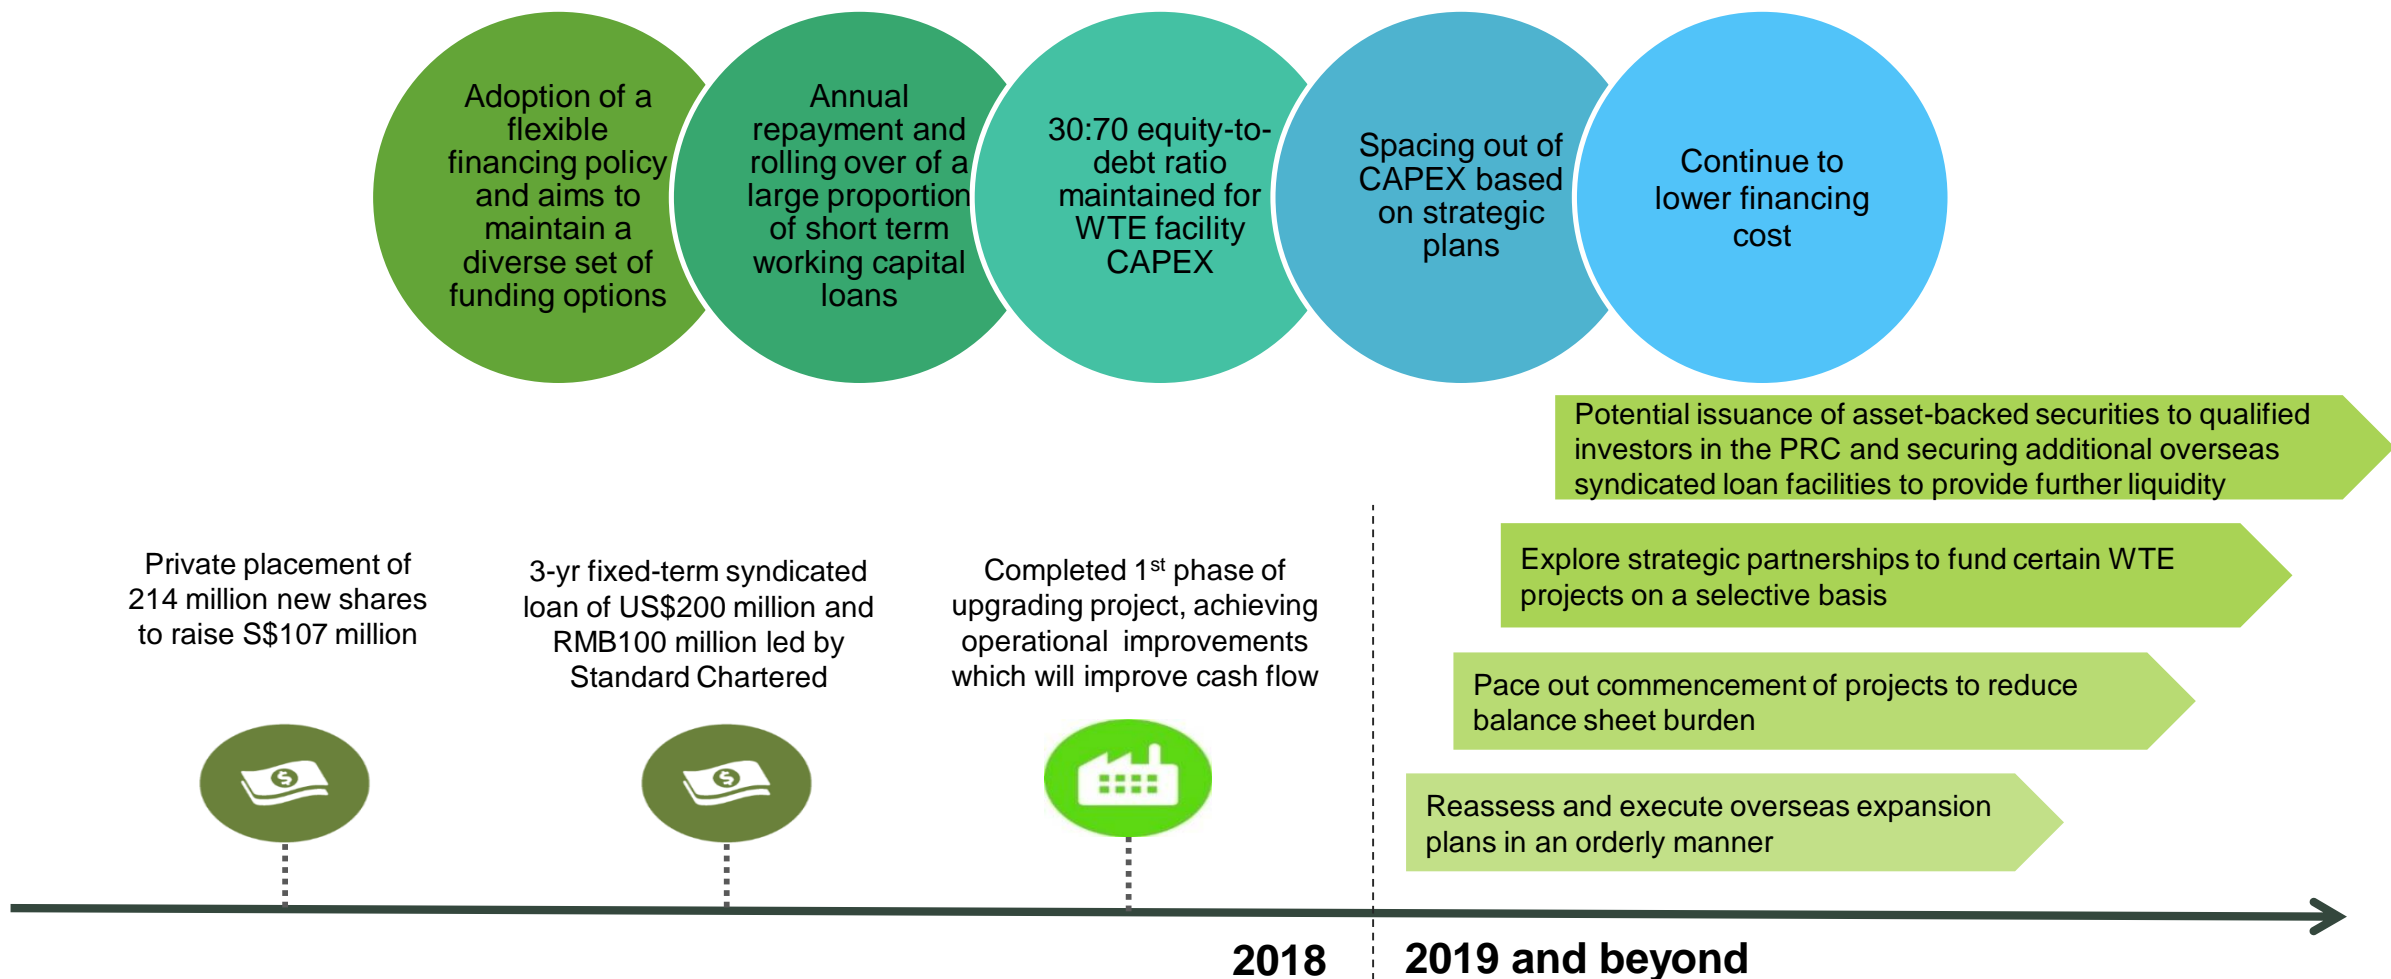 Adoption of a
flexible
financing policy
and aims to
maintain a
diverse set of
funding options
Annual
repayment and
rolling over of a
large proportion
of short term
working capital
loans
30:70 equity-to-
debt ratio
maintained for
WTE facility
CAPEX
Spacing out of
CAPEX based
on strategic
plans
Continue to
lower financing
cost
Potential issuance of asset-backed securities to qualified
investors in the PRC and securing additional overseas
syndicated loan facilities to provide further liquidity
Explore strategic partnerships to fund certain WTE
projects on a selective basis
Pace out commencement of projects to reduce
balance sheet burden
Reassess and execute overseas expansion
plans in an orderly manner
Private placement of
214 million new shares
to raise S$107 million
3-yr fixed-term syndicated
loan of US$200 million and
RMB100 million led by
Standard Chartered
Completed 1st phase of
upgrading project, achieving
operational improvements
which will improve cash flow
$
$
2018
2019 and beyond